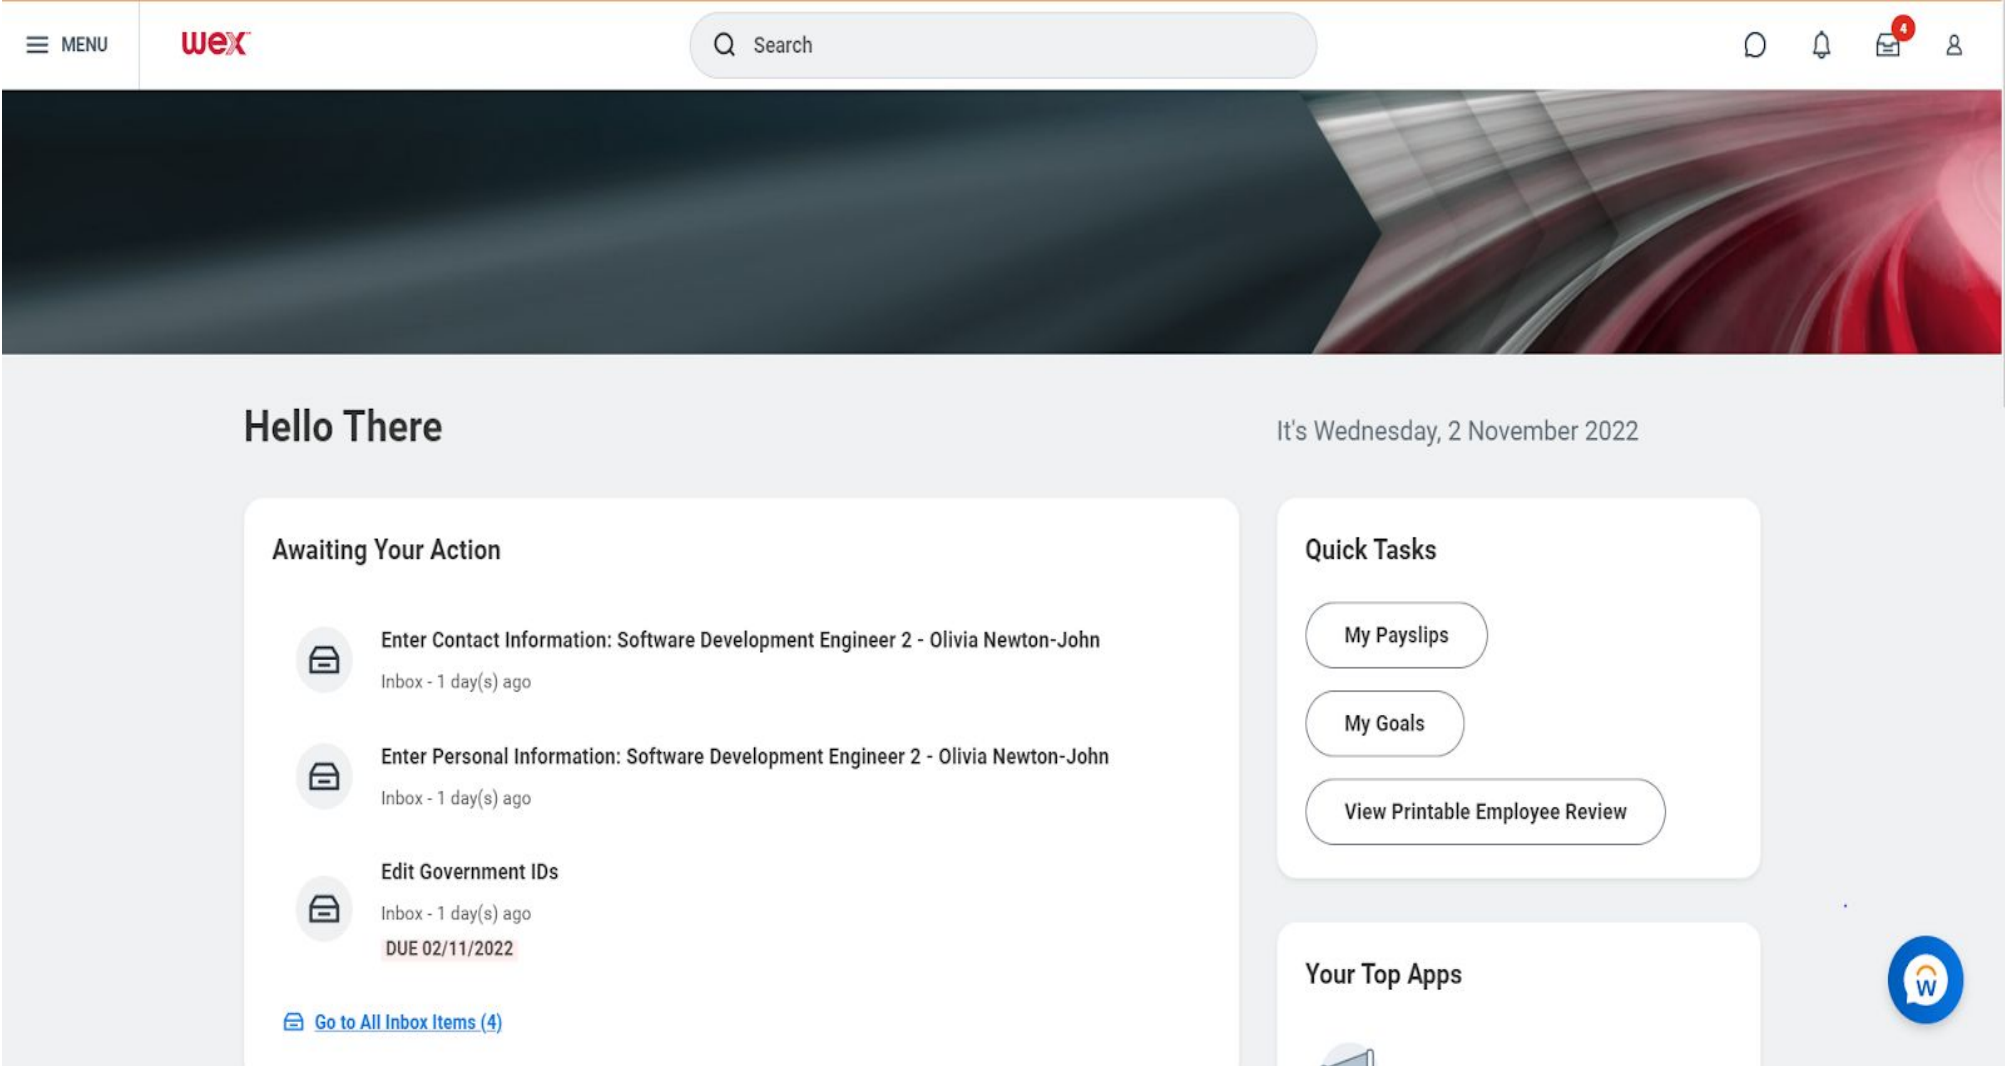 MENU
wex
Search
4
Hello There
It's Wednesday, 2 November 2022
Awaiting Your Action
Enter Contact Information: Software Development Engineer 2 - Olivia Newton-John
Inbox - 1 day(s) ago
Enter Personal Information: Software Development Engineer 2 - Olivia Newton-John
Inbox - 1 day(s) ago
Edit Government IDs
Inbox - 1 day(s) ago
DUE 02/11/2022
Go to All Inbox Items (4)
Quick Tasks
My Payslips
My Goals
View Printable Employee Review
Your Top Apps
W